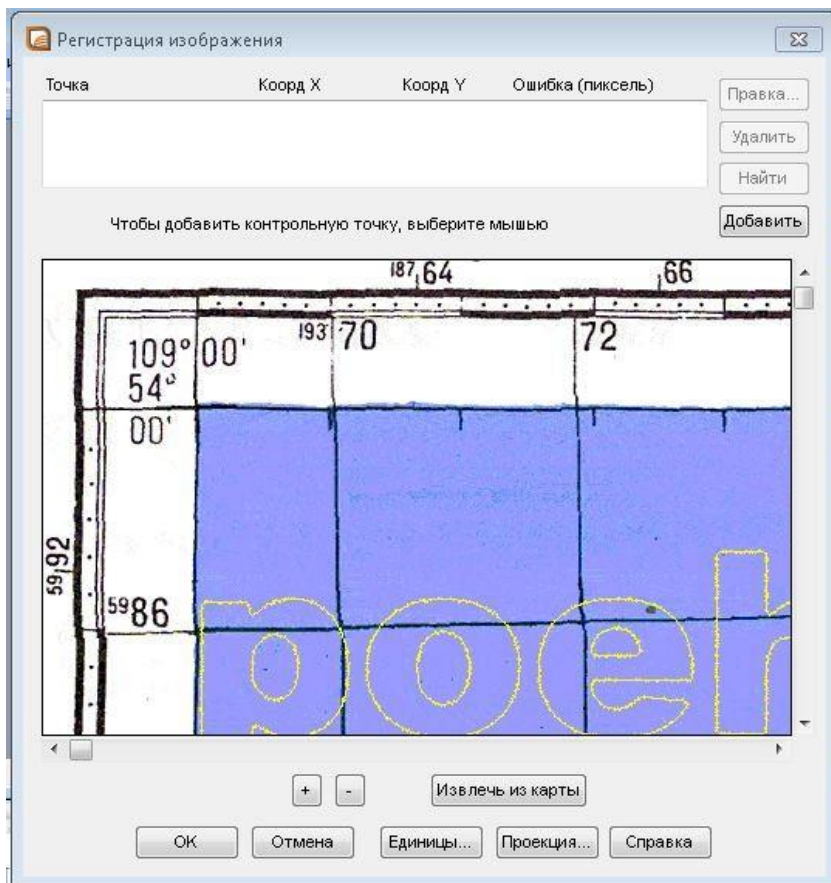 Регистрация изображения
Точка Коорд X Коорд Y Ошибка (пиксель)
Правка...
Удалить
Найти
Чтобы добавить контрольную точку, выберите мышью
Добавить
187 64 66
193 70 72
109° 00'
54°
00'
59 92
59 86
poe
+ - Извлечь из карты
ОК Отмена Единицы... Проекция... Справка